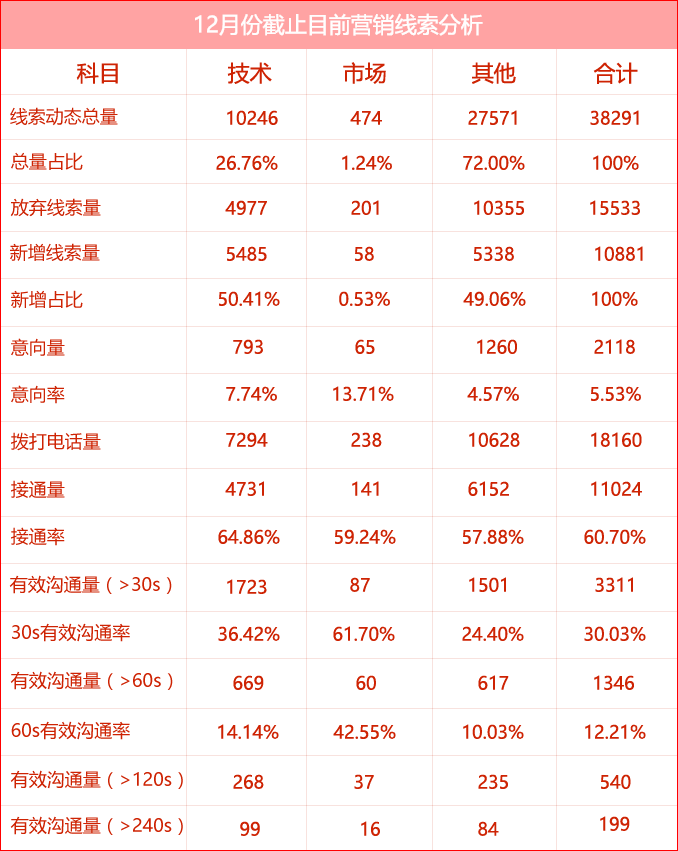 12月份截止目前营销线索分析
科目 技术 市场 其他 合计
线索动态总量 10246 474 27571 38291
总量占比 26.76% 1.24% 72.00% 100%
放弃线索量 4977 201 10355 15533
新增线索量 5485 58 5338 10881
新增占比 50.41% 0.53% 49.06% 100%
意向量 793 65 1260 2118
意向率 7.74% 13.71% 4.57% 5.53%
拨打电话量 7294 238 10628 18160
接通量 4731 141 6152 11024
接通率 64.86% 59.24% 57.88% 60.70%
有效沟通量（>30s） 1723 87 1501 3311
30s有效沟通率 36.42% 61.70% 24.40% 30.03%
有效沟通量（>60s） 669 60 617 1346
60s有效沟通率 14.14% 42.55% 10.03% 12.21%
有效沟通量（>120s） 268 37 235 540
有效沟通量（>240s） 99 16 84 199